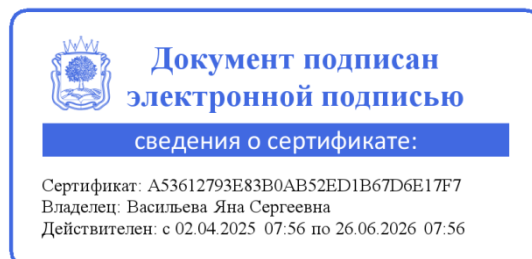 Документ подписан
электронной подписью
сведения о сертификате:
Сертификат: A53612793E83B0AB52ED1B67D6E17F7
Владелец: Васильева Яна Сергеевна
Действителен: с 02.04.2025 07:56 по 26.06.2026 07:56